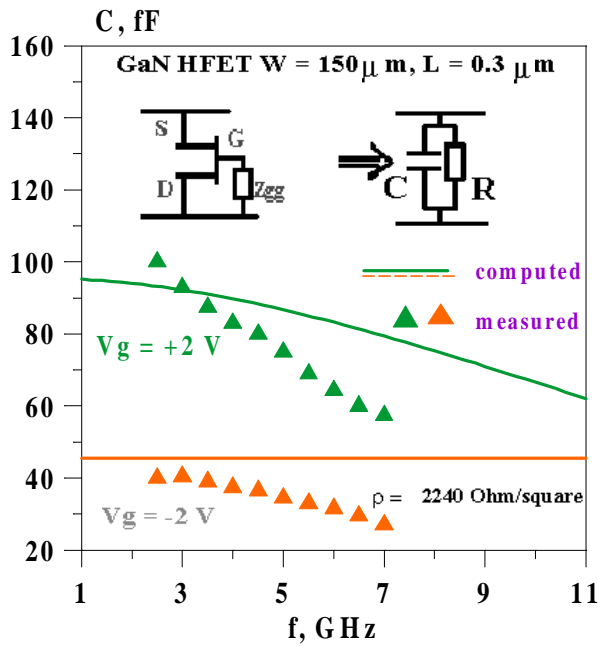 C, fF
160
GaN HFET W = 150μm, L = 0.3 μm
140
S
G
120
D
Zgg
C
R
100
computed
measured
80
Vg = +2 V
60
40
ρ = 2240 Ohm/square
Vg = -2 V
20
1 3 5 7 9 11
f, GHz